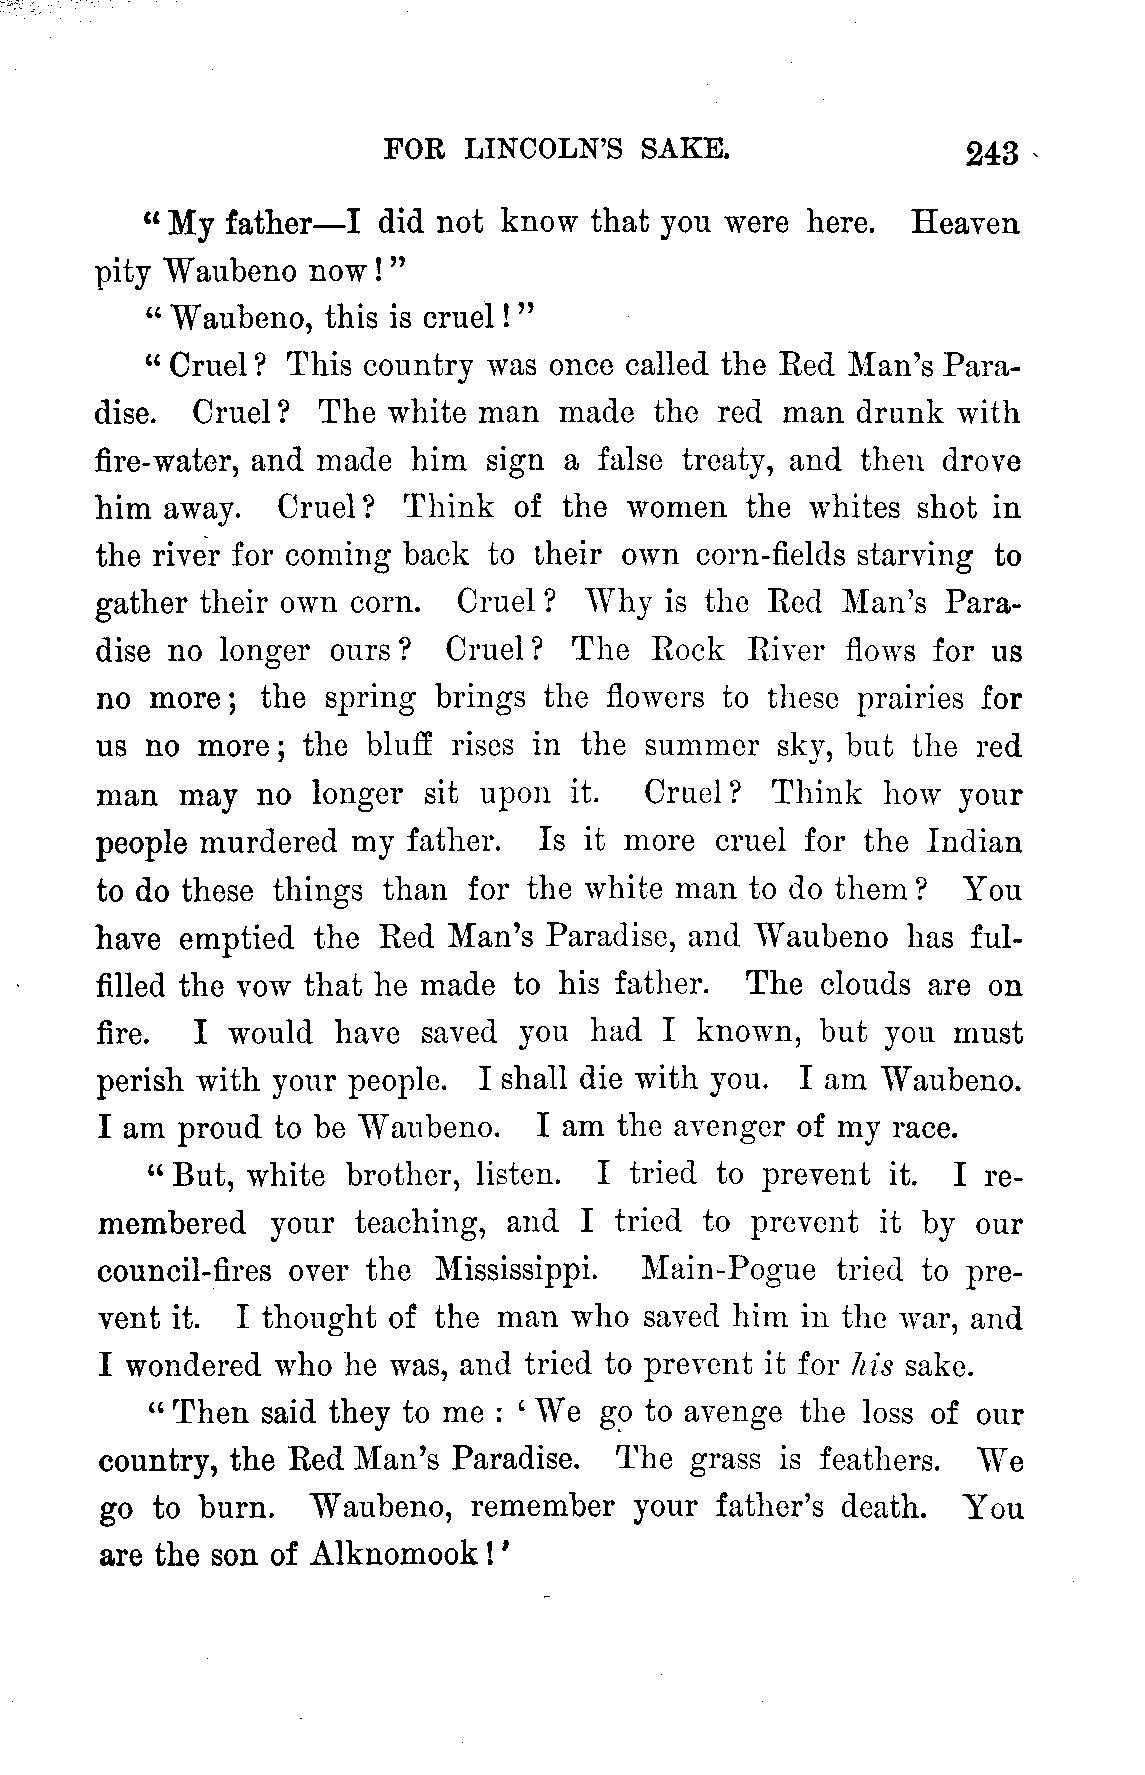 FOR LINCOLN'S SAKE. 243
“My father—I did not know that you were here. Heaven
pity Waubeno now!”
“Waubeno, this is cruel!”
“Cruel? This country was once called the Red Man's Para-
dise. Cruel? The white man made the red man drunk with
fire-water, and made him sign a false treaty, and then drove
him away. Cruel? Think of the women the whites shot in
the river for coming back to their own corn-fields starving to
gather their own corn. Cruel? Why is the Red Man's Para-
dise no longer ours? Cruel? The Rock River flows for us
no more; the spring brings the flowers to these prairies for
us no more; the bluff rises in the summer sky, but the red
man may no longer sit upon it. Cruel? Think how your
people murdered my father. Is it more cruel for the Indian
to do these things than for the white man to do them? You
have emptied the Red Man's Paradise, and Waubeno has ful-
filled the vow that he made to his father. The clouds are on
fire. I would have saved you had I known, but you must
perish with your people. I shall die with you. I am Waubeno.
I am proud to be Waubeno. I am the avenger of my race.
“But, white brother, listen. I tried to prevent it. I re-
membered your teaching, and I tried to prevent it by our
council-fires over the Mississippi. Main-Pogue tried to pre-
vent it. I thought of the man who saved him in the war, and
I wondered who he was, and tried to prevent it for his sake.
“Then said they to me: ‘We go to avenge the loss of our
country, the Red Man's Paradise. The grass is feathers. We
go to burn. Waubeno, remember your father's death. You
are the son of Alknomook!’